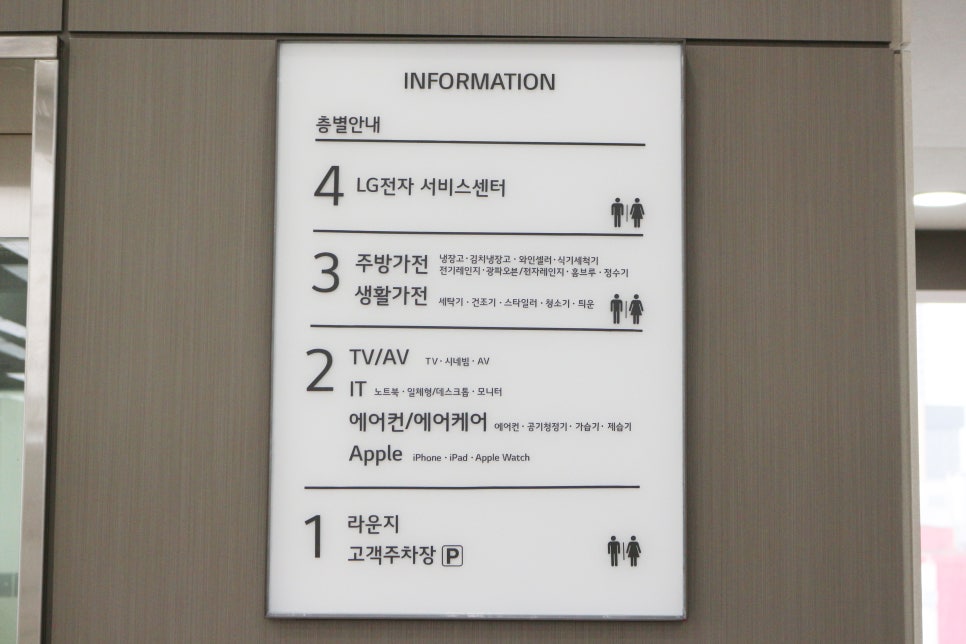 INFORMATION
층별안내
4 LG전자 서비스센터
3 주방가전 냉장고·김치냉장고·와인셀러·식기세척기
전기레인지·광파오븐/전자레인지·홈브루·정수기
생활가전 세탁기·건조기·스타일러·청소기·틔운
2 TV/AV TV·시네빔·AV
IT 노트북·일체형/데스크톱·모니터
에어컨/에어케어 에어컨·공기청정기·가습기·제습기
Apple iPhone·iPad·Apple Watch
1 라운지
고객주차장 P